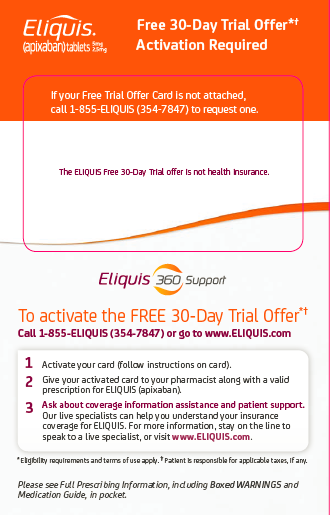 Eliquis.
(apixaban) tablets 5mg 2.5mg
Free 30-Day Trial Offer*†
Activation Required
If your Free Trial Offer Card is not attached,
call 1-855-ELIQUIS (354-7847) to request one.
The ELIQUIS Free 30-Day Trial offer is not health insurance.
Eliquis 360 Support
To activate the FREE 30-Day Trial Offer*†
Call 1-855-ELIQUIS (354-7847) or go to www.ELIQUIS.com
1 Activate your card (follow instructions on card).
2 Give your activated card to your pharmacist along with a valid
prescription for ELIQUIS (apixaban).
3 Ask about coverage information assistance and patient support.
Our live specialists can help you understand your insurance
coverage for ELIQUIS. For more information, stay on the line to
speak to a live specialist, or visit www.ELIQUIS.com.
*Eligibility requirements and terms of use apply. † Patient is responsible for applicable taxes, if any.
Please see Full Prescribing Information, including Boxed WARNINGS and
Medication Guide, in pocket.